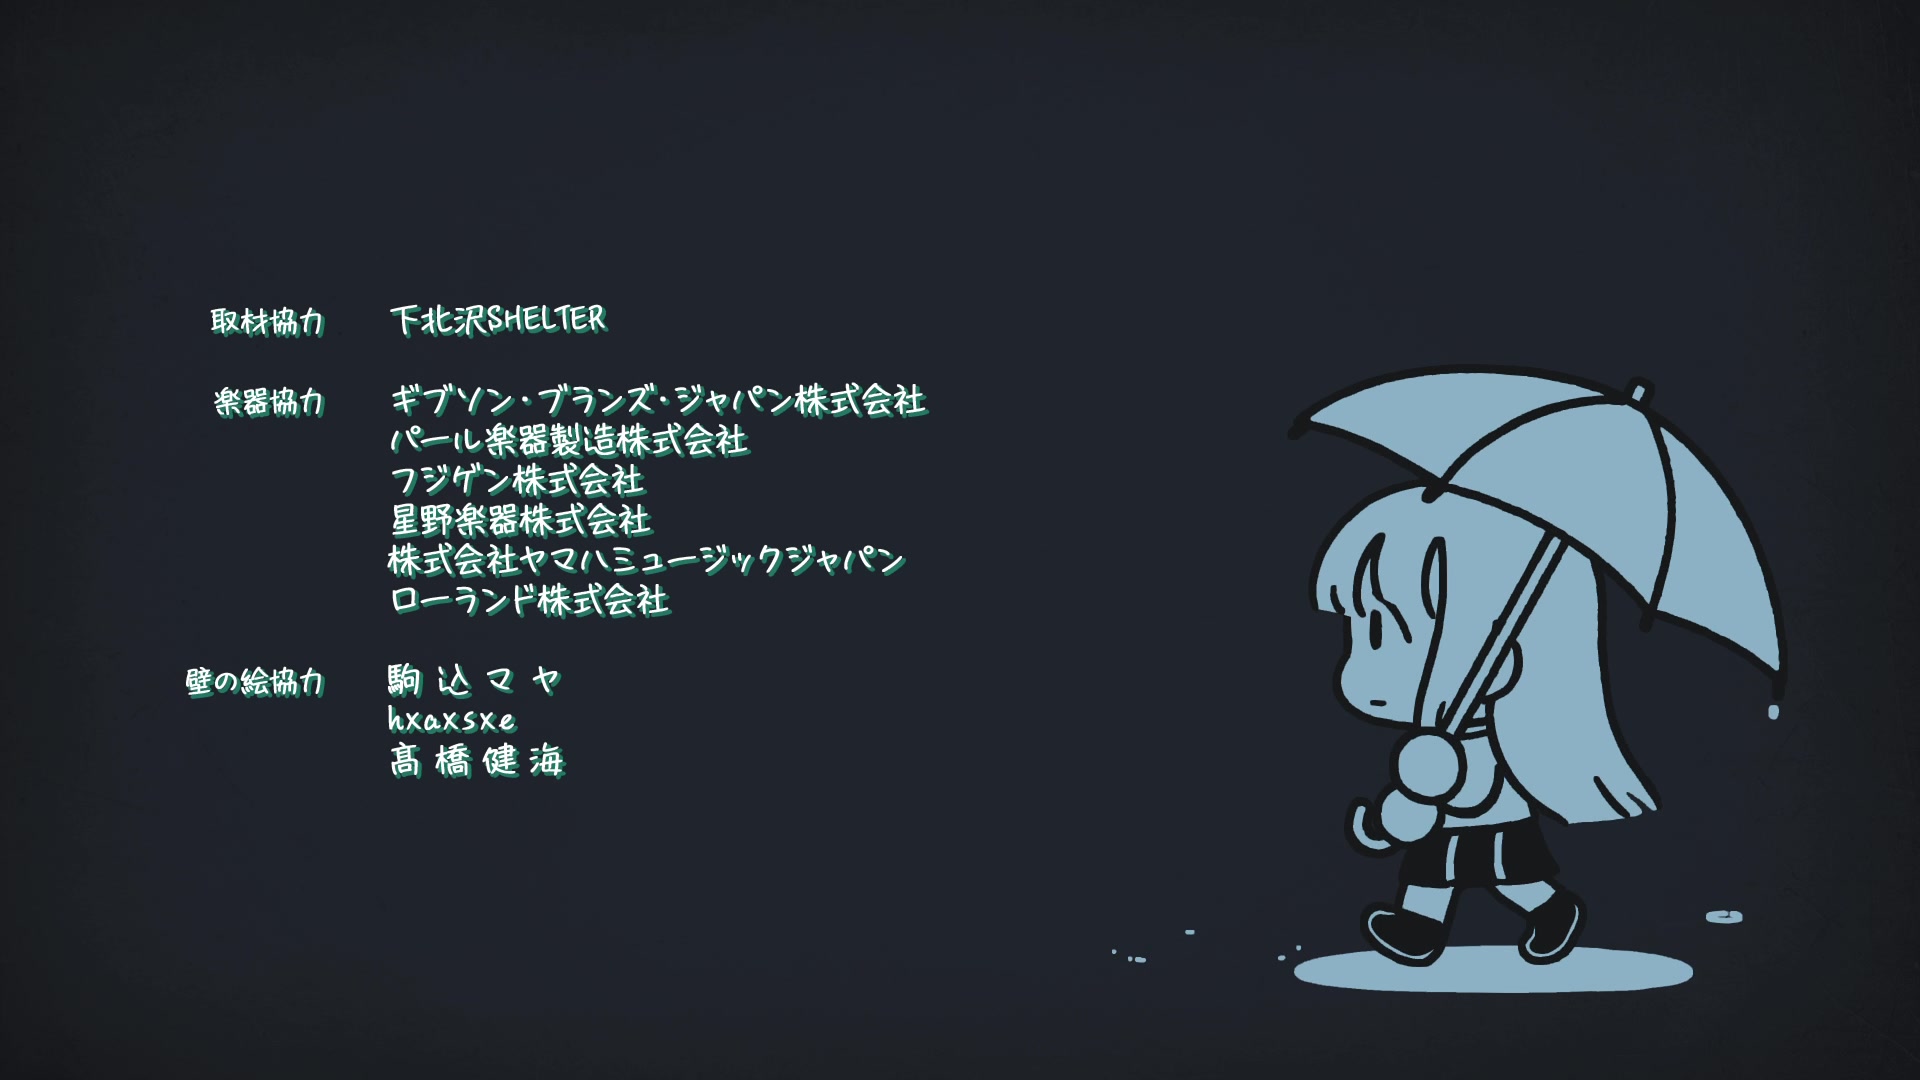 取材協力 下北沢SHELTER
楽器協力 ギブソン・ブランズ・ジャパン株式会社
パール楽器製造株式会社
フジゲン株式会社
星野楽器株式会社
株式会社ヤマハミュージックジャパン
ローランド株式会社
壁の絵協力 駒込マヤ
hxaxsxe
髙橋健海